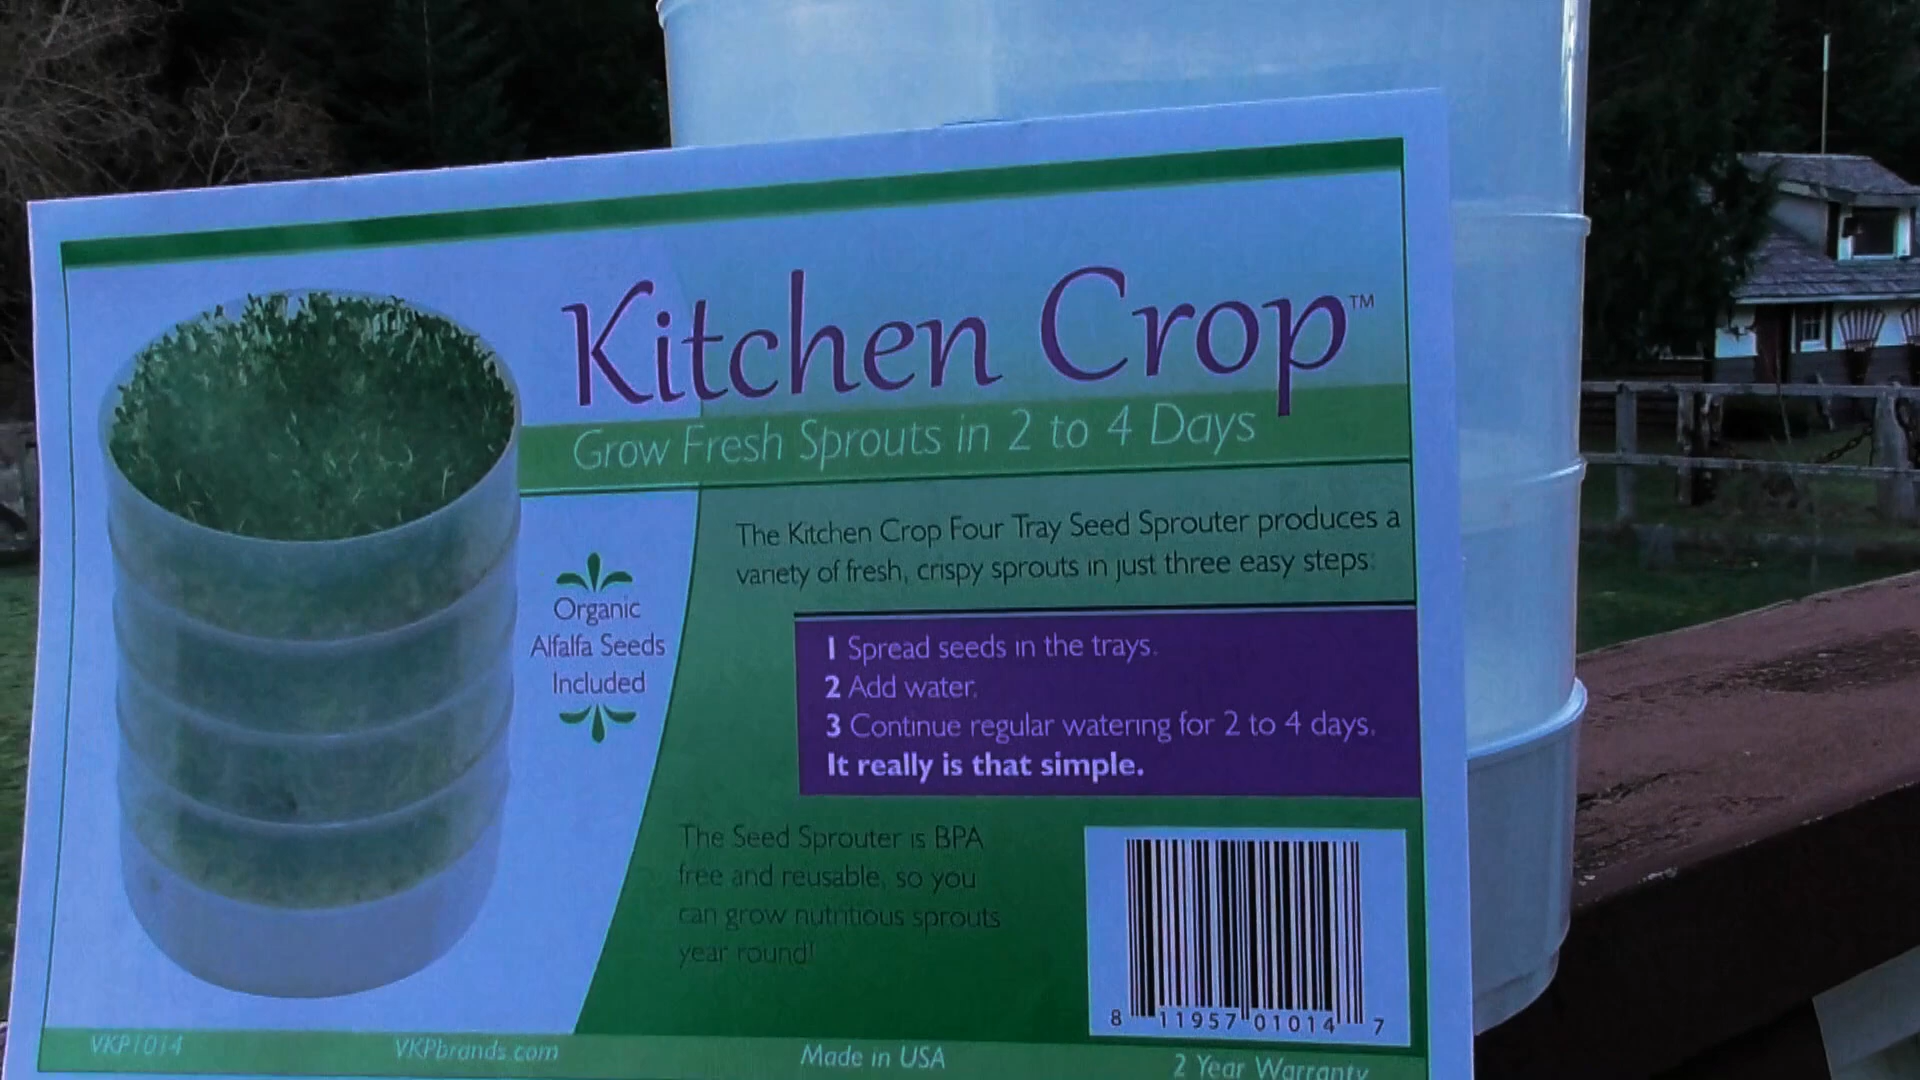 Kitchen Crop™
Grow Fresh Sprouts in 2 to 4 Days
The Kitchen Crop Four Tray Seed Sprouter produces a
variety of fresh, crispy sprouts in just three easy steps:
Organic
Alfalfa Seeds
Included
1 Spread seeds in the trays.
2 Add water.
3 Continue regular watering for 2 to 4 days.
It really is that simple.
The Seed Sprouter is BPA
free and reusable, so you
can grow nutritious sprouts
year round!
8 11957 01014 7
VKP1014 VKPbrands.com Made in USA 2 Year Warranty